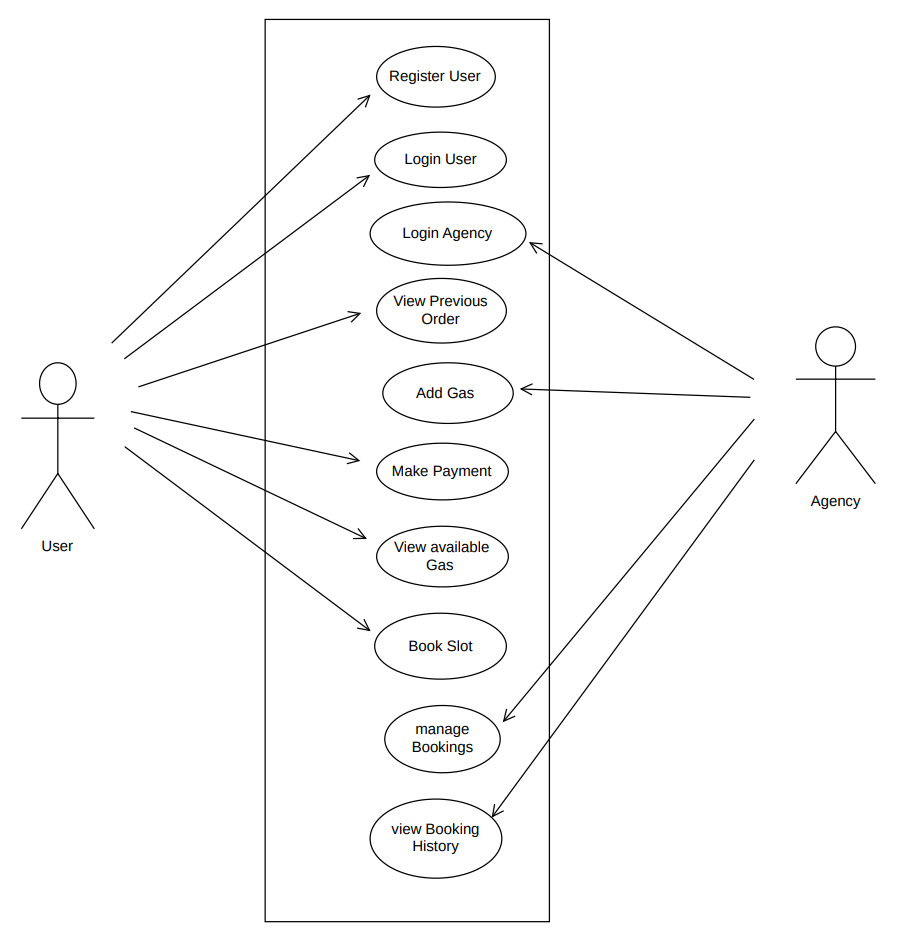 Register User
Login User
Login Agency
View Previous
Order
Add Gas
Make Payment
View available
Gas
Book Slot
manage
Bookings
view Booking
History
User
Agency